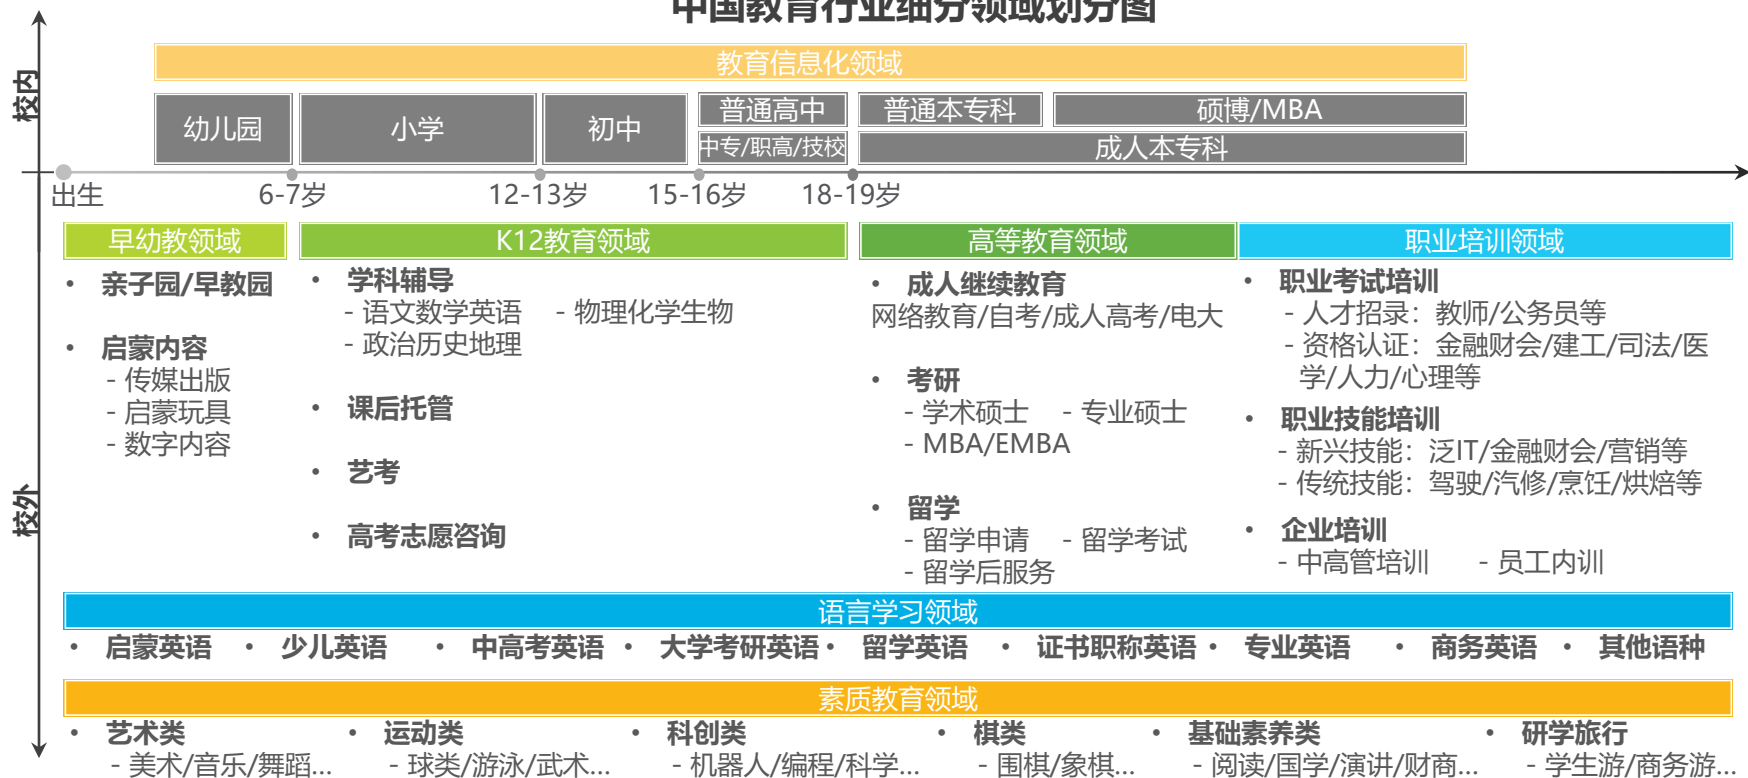 中国教育行业细分领域划分图
校内
教育信息化领域
幼儿园
小学
初中
普通高中
中专/职高/技校
普通本专科
硕博/MBA
成人本专科
出生
6-7岁
12-13岁
15-16岁
18-19岁
校外
早幼教领域
• 亲子园/早教园
• 启蒙内容
- 传媒出版
- 启蒙玩具
- 数字内容
K12教育领域
• 学科辅导
- 语文数学英语 - 物理化学生物
- 政治历史地理
• 课后托管
• 艺考
• 高考志愿咨询
高等教育领域
• 成人继续教育
网络教育/自考/成人高考/电大
• 考研
- 学术硕士 - 专业硕士
- MBA/EMBA
• 留学
- 留学申请 - 留学考试
- 留学后服务
职业培训领域
• 职业考试培训
- 人才招录：教师/公务员等
- 资格认证：金融财会/建工/司法/医
学/人力/心理等
• 职业技能培训
- 新兴技能：泛IT/金融财会/营销等
- 传统技能：驾驶/汽修/烹饪/烘焙等
• 企业培训
- 中高管培训 - 员工内训
语言学习领域
• 启蒙英语 • 少儿英语 • 中高考英语 • 大学考研英语 • 留学英语 • 证书职称英语 • 专业英语 • 商务英语 • 其他语种
素质教育领域
• 艺术类 • 运动类 • 科创类 • 棋类 • 基础素养类 • 研学旅行
- 美术/音乐/舞蹈... - 球类/游泳/武术... - 机器人/编程/科学... - 围棋/象棋... - 阅读/国学/演讲/财商... - 学生游/商务游...